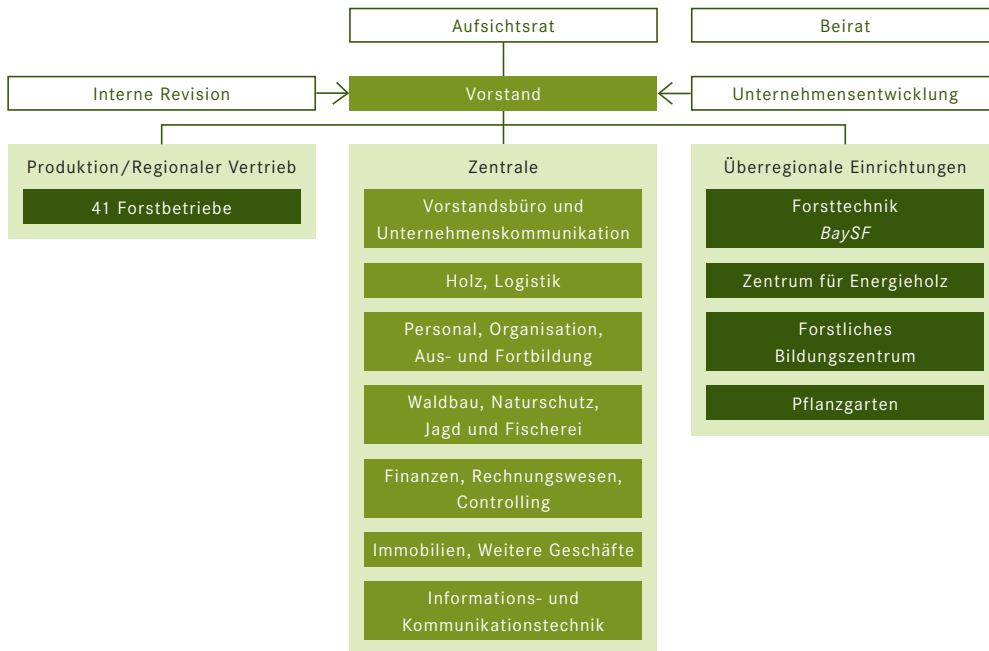 Aufsichtsrat
Beirat
Interne Revision
Vorstand
Unternehmensentwicklung
Produktion/Regionaler Vertrieb
41 Forstbetriebe
Zentrale
Vorstandsbüro und
Unternehmenskommunikation
Holz, Logistik
Personal, Organisation,
Aus- und Fortbildung
Waldbau, Naturschutz,
Jagd und Fischerei
Finanzen, Rechnungswesen,
Controlling
Immobilien, Weitere Geschäfte
Informations- und
Kommunikationstechnik
Überregionale Einrichtungen
Forsttechnik
BaySF
Zentrum für Energieholz
Forstliches
Bildungszentrum
Pflanzgarten